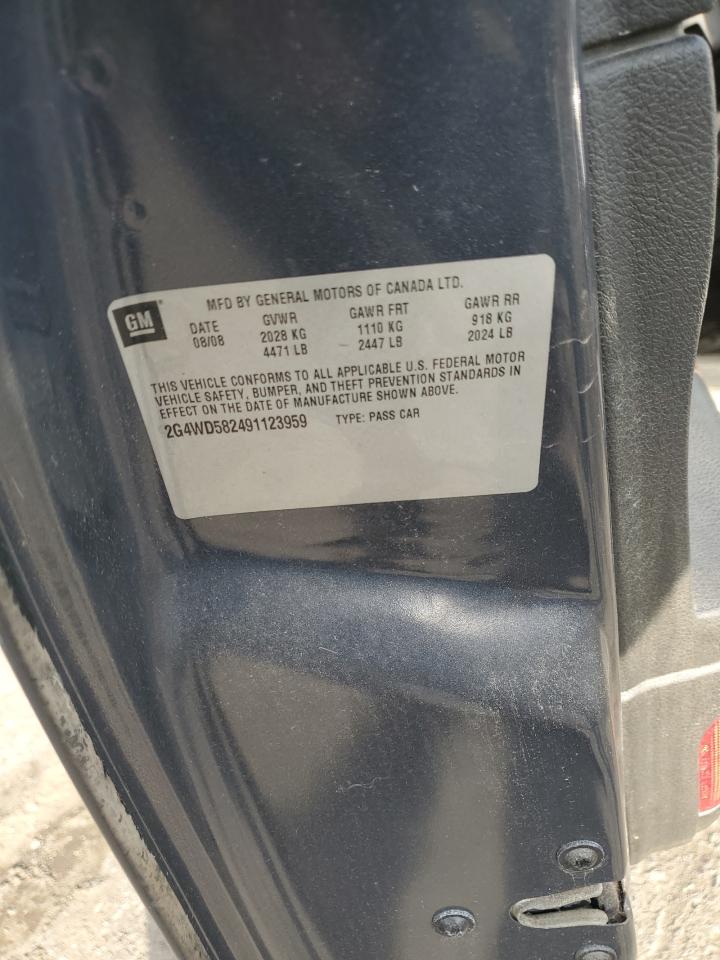 GM
MFD BY GENERAL MOTORS OF CANADA LTD.
DATE GVWR GAWR FRT GAWR RR
08/08 2028 KG 1110 KG 918 KG
4471 LB 2447 LB 2024 LB
THIS VEHICLE CONFORMS TO ALL APPLICABLE U.S. FEDERAL MOTOR
VEHICLE SAFETY, BUMPER, AND THEFT PREVENTION STANDARDS IN
EFFECT ON THE DATE OF MANUFACTURE SHOWN ABOVE.
2G4WD582491123959 TYPE: PASS CAR